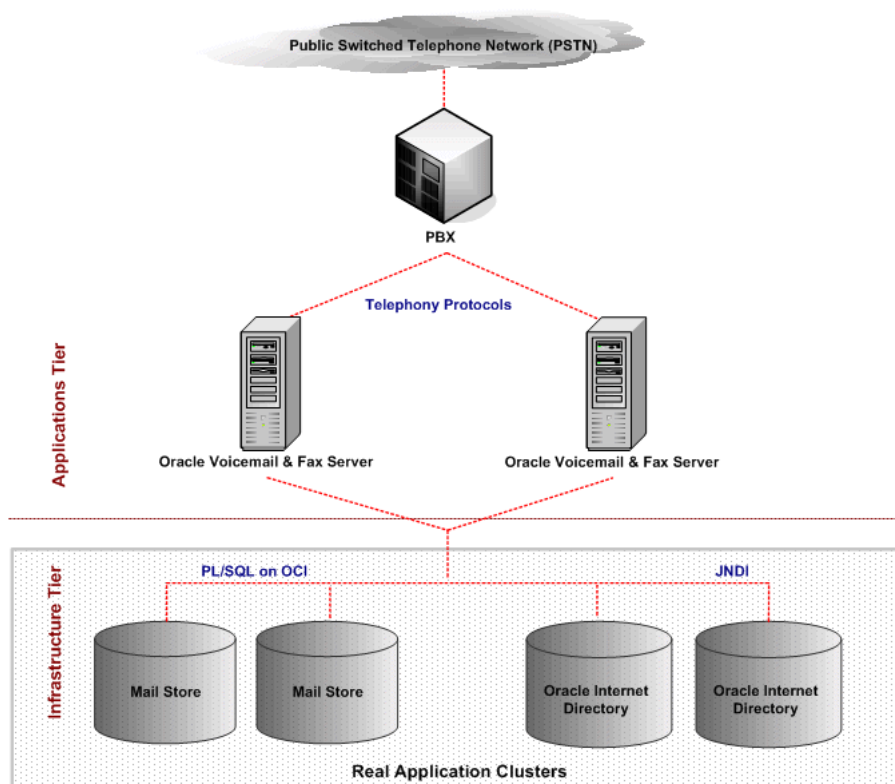 Public Switched Telephone Network (PSTN)
PBX
Telephony Protocols
Applications Tier
Oracle Voicemail & Fax Server
Oracle Voicemail & Fax Server
Infrastructure Tier
PL/SQL on OCI
JNDI
Mail Store
Mail Store
Oracle Internet
Directory
Oracle Internet
Directory
Real Application Clusters